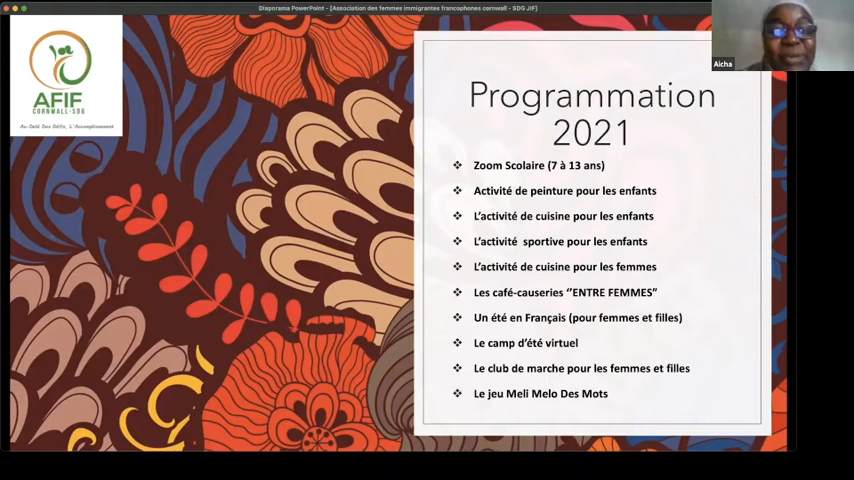 Diaporama PowerPoint - [Association des femmes immigrantes francophones cornwall - SDG JIF]
Aicha
AFIF
CORNWALL-SDG
Au-Delà Des Défis, L'Accomplissement
Programmation
2021
❖ Zoom Scolaire (7 à 13 ans)
❖ Activité de peinture pour les enfants
❖ L'activité de cuisine pour les enfants
❖ L'activité  sportive pour les enfants
❖ L'activité de cuisine pour les femmes
❖ Les café-causeries ‘’ENTRE FEMMES’’
❖ Un été en Français (pour femmes et filles)
❖ Le camp d'été virtuel
❖ Le club de marche pour les femmes et filles
❖ Le jeu Meli Melo Des Mots